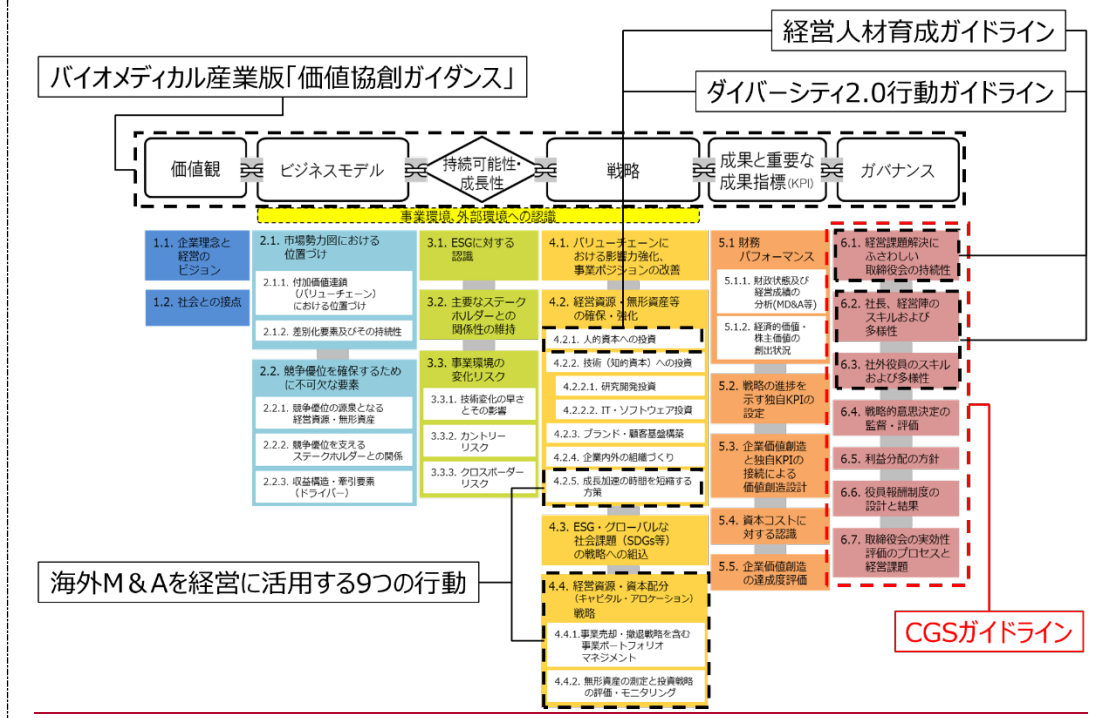 経営人材育成ガイドライン
バイオメディカル産業版「価値協創ガイダンス」
ダイバーシティ2.0行動ガイドライン
価値観
ビジネスモデル
持続可能性・
成長性
戦略
成果と重要な
成果指標(KPI)
ガバナンス
事業環境、外部環境への認識
1.1. 企業理念と
経営の
ビジョン
1.2. 社会との接点
2.1. 市場勢力図における
位置づけ
2.1.1. 付加価値連鎖
(バリューチェーン)
における位置づけ
2.1.2. 差別化要素及びその持続性
2.2. 競争優位を確保するため
に不可欠な要素
2.2.1. 競争優位の源泉となる
経営資源・無形資産
2.2.2. 競争優位を支える
ステークホルダーとの関係
2.2.3. 収益構造・牽引要素
(ドライバー)
3.1. ESGに対する
認識
3.2. 主要なステーク
ホルダーとの
関係性の維持
3.3. 事業環境の
変化リスク
3.3.1. 技術変化の早さ
とその影響
3.3.2. カントリー
リスク
3.3.3. クロスボーダー
リスク
4.1. バリューチェーンに
おける影響力強化、
事業ポジションの改善
4.2. 経営資源・無形資産等
の確保・強化
4.2.1. 人的資本への投資
4.2.2. 技術(知的資本)への投資
4.2.2.1. 研究開発投資
4.2.2.2. IT・ソフトウェア投資
4.2.3. ブランド・顧客基盤構築
4.2.4. 企業内外の組織づくり
4.2.5. 成長加速の時間を短縮する
方策
4.3. ESG・グローバルな
社会課題(SDGs等)
の戦略への組込
4.4. 経営資源・資本配分
(キャピタル・アロケーション)
戦略
4.4.1.事業売却・撤退戦略を含む
事業ポートフォリオ
マネジメント
4.4.2. 無形資産の測定と投資戦略
の評価・モニタリング
5.1 財務
パフォーマンス
5.1.1. 財政状態及び
経営成績の
分析(MD&A等)
5.1.2. 経済的価値・
株主価値の
創出状況
5.2. 戦略の進捗を
示す独自KPIの
設定
5.3. 企業価値創造
と独自KPIの
接続による
価値創造設計
5.4. 資本コストに
対する認識
5.5. 企業価値創造
の達成度評価
6.1. 経営課題解決に
ふさわしい
取締役会の持続性
6.2. 社長、経営陣の
スキルおよび
多様性
6.3. 社外役員のスキル
および多様性
6.4. 戦略的意思決定の
監督・評価
6.5. 利益分配の方針
6.6. 役員報酬制度の
設計と結果
6.7. 取締役会の実効性
評価のプロセスと
経営課題
海外M&Aを経営に活用する9つの行動
CGSガイドライン